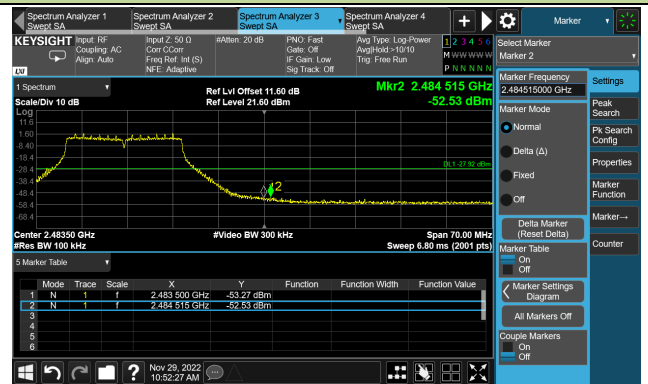 Spectrum Analyzer 1
Swept SA
Spectrum Analyzer 2
Swept SA
Spectrum Analyzer 3
Swept SA
Spectrum Analyzer 4
Swept SA
+
Marker
KEYSIGHT
LXI
Input: RF
Coupling: AC
Align: Auto
Input Z: 50 Ω
Corr CCorr
Freq Ref: Int (S)
NFE: Adaptive
#Atten: 20 dB
PNO: Fast
Gate: Off
IF Gain: Low
Sig Track: Off
Avg Type: Log-Power
Avg|Hold:>10/10
Trig: Free Run
1 2 3 4 5 6
M W W W W W
P N N N N N
Select Marker
Marker 2
1 Spectrum
Scale/Div 10 dB
Log
Ref Lvl Offset 11.60 dB
Ref Level 21.60 dBm
Mkr2 2.484 515 GHz
-52.53 dBm
11.6
1.60
-8.40
-18.4
-28.4
-38.4
-48.4
-58.4
-68.4
DL1 -27.92 dBm
2
Center 2.48350 GHz
#Res BW 100 kHz
#Video BW 300 kHz
Span 70.00 MHz
Sweep 6.80 ms (2001 pts)
5 Marker Table
Mode Trace Scale X Y Function Function Width Function Value
1 N 1 f 2.483 500 GHz -53.27 dBm
2 N 1 f 2.484 515 GHz -52.53 dBm
3
4
5
6
Marker Frequency
2.484515000 GHz
Marker Mode
Normal
Delta (Δ)
Fixed
Off
Delta Marker
(Reset Delta)
Marker Table
On
Off
Marker Settings
Diagram
All Markers Off
Couple Markers
On
Off
Settings
Peak
Search
Pk Search
Config
Properties
Marker
Function
Marker→
Counter
?
Nov 29, 2022
10:52:27 AM